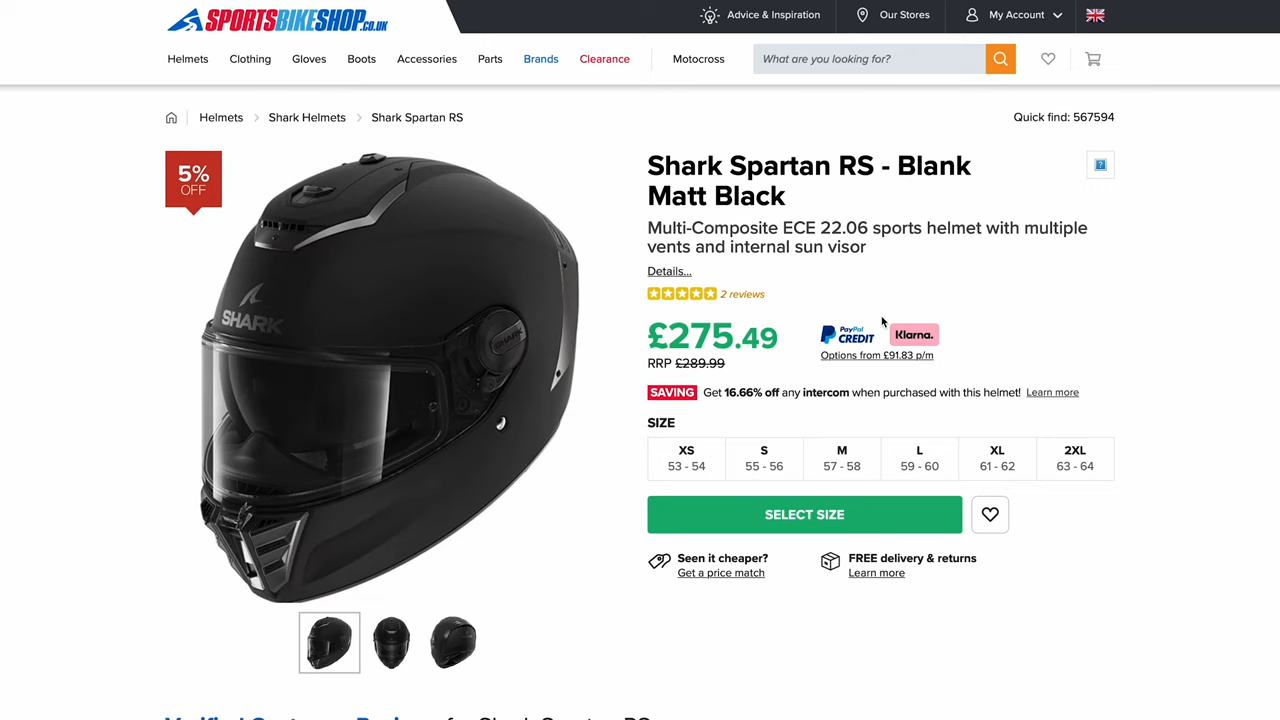 SPORTSBIKESHOP.CO.UK
Advice & Inspiration
Our Stores
My Account
Helmets
Clothing
Gloves
Boots
Accessories
Parts
Brands
Clearance
Motocross
What are you looking for?
Helmets
Shark Helmets
Shark Spartan RS
Quick find: 567594
5%
OFF
SHARK
Shark Spartan RS - Blank
Matt Black
Multi-Composite ECE 22.06 sports helmet with multiple
vents and internal sun visor
Details...
2 reviews
£275.49
PayPal
CREDIT
Klarna.
RRP £289.99
Options from £91.83 p/m
SAVING Get 16.66% off any intercom when purchased with this helmet! Learn more
SIZE
XS
53 - 54
S
55 - 56
M
57 - 58
L
59 - 60
XL
61 - 62
2XL
63 - 64
SELECT SIZE
Seen it cheaper?
Get a price match
FREE delivery & returns
Learn more